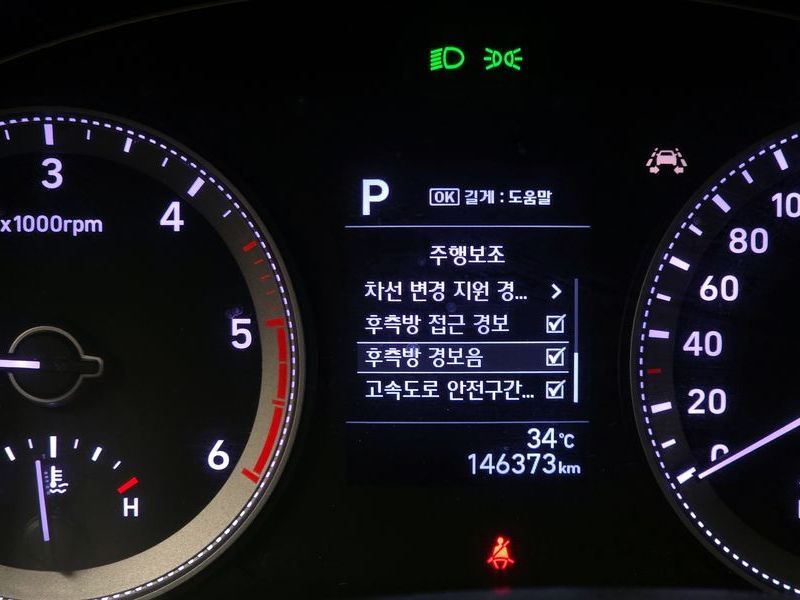 3
4
x1000rpm
5
6
H
P
OK 길게 : 도움말
주행보조
차선 변경 지원 경...
후측방 접근 경보
후측방 경보음
고속도로 안전구간...
34°C
146373km
80
60
40
20
0